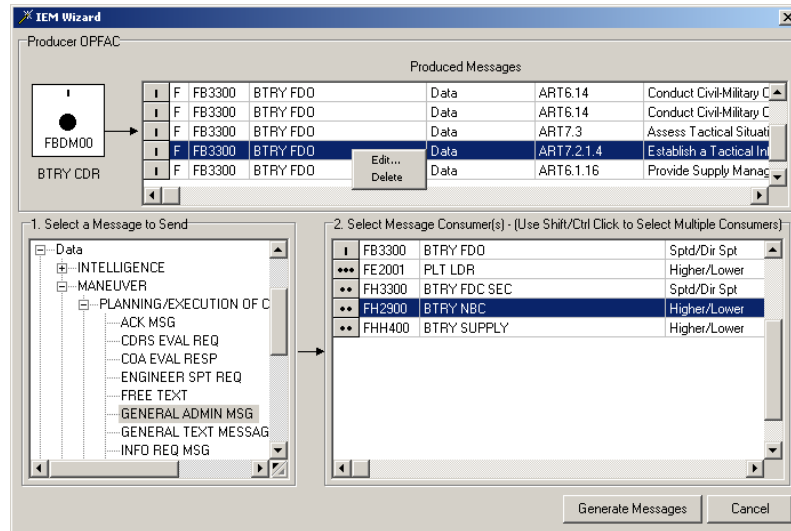 IEM Wizard
Producer OPFAC
Produced Messages
FBDM00
BTRY CDR
I F FB3300 BTRY FDO Data ART6.14 Conduct Civil-Military C
I F FB3300 BTRY FDO Data ART6.14 Conduct Civil-Military C
I F FB3300 BTRY FDO Data ART7.3 Assess Tactical Situati
I F FB3300 BTRY FDO Data ART7.2.1.4 Establish a Tactical Inf
I F FB3300 BTRY FDO Data ART6.1.16 Provide Supply Manag
Edit...
Delete
1. Select a Message to Send
Data
INTELLIGENCE
MANEUVER
PLANNING/EXECUTION OF C
ACK MSG
CDRS EVAL REQ
COA EVAL RESP
ENGINEER SPT REQ
FREE TEXT
GENERAL ADMIN MSG
GENERAL TEXT MESSAG
INFO REQ MSG
2. Select Message Consumer(s) - (Use Shift/Ctrl Click to Select Multiple Consumers)
I FB3300 BTRY FDO Sptd/Dir Spt
••• FE2001 PLT LDR Higher/Lower
•• FH3300 BTRY FDC SEC Sptd/Dir Spt
•• FH2900 BTRY NBC Higher/Lower
•• FHH400 BTRY SUPPLY Higher/Lower
Generate Messages
Cancel